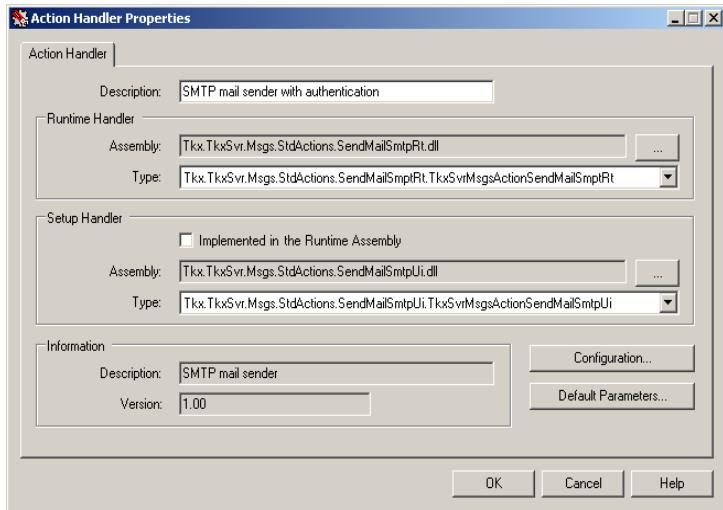 Action Handler Properties
Action Handler
Description: SMTP mail sender with authentication
Runtime Handler
Assembly: Tkx.TkxSvr.Msgs.StdActions.SendMailSmtpRt.dll ...
Type: Tkx.TkxSvr.Msgs.StdActions.SendMailSmptRt.TkxSvrMsgsActionSendMailSmptRt
Setup Handler
Implemented in the Runtime Assembly
Assembly: Tkx.TkxSvr.Msgs.StdActions.SendMailSmtpUi.dll ...
Type: Tkx.TkxSvr.Msgs.StdActions.SendMailSmtpUi.TkxSvrMsgsActionSendMailSmtpUi
Information
Configuration...
Description: SMTP mail sender
Default Parameters...
Version: 1.00
OK Cancel Help